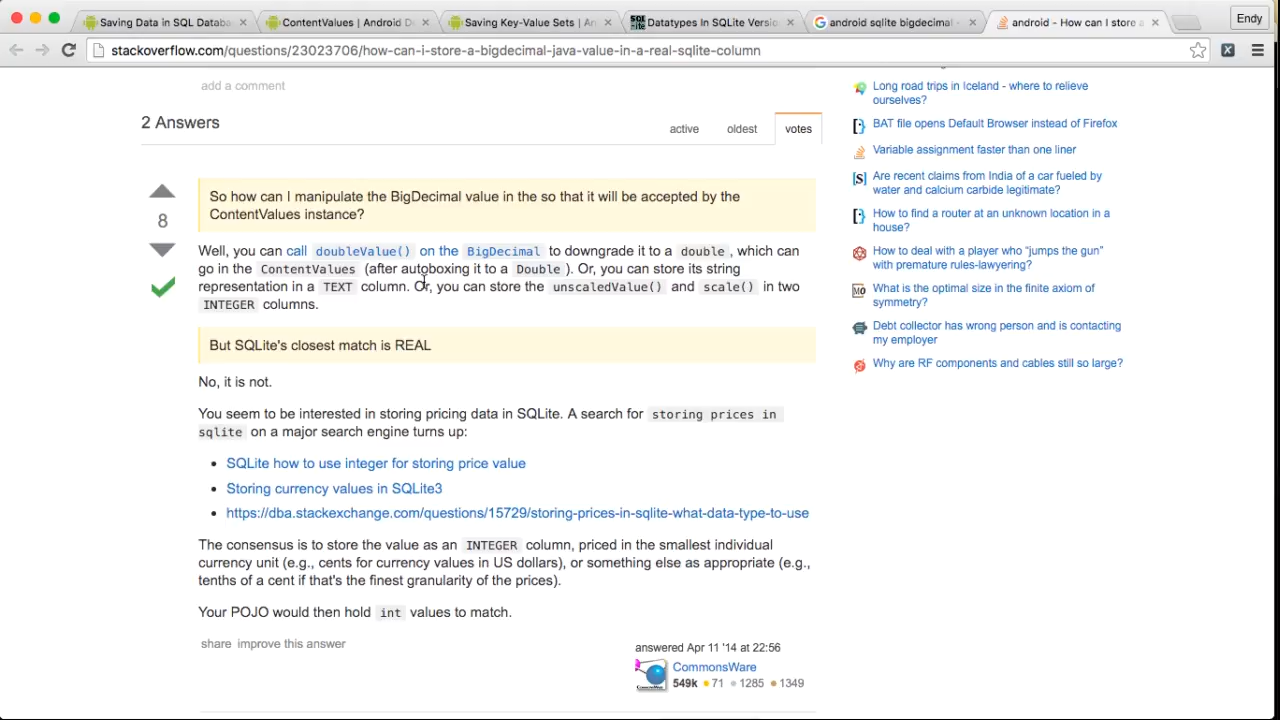 Saving Data in SQL Databa
ContentValues | Android D
Saving Key-Value Sets | An
Datatypes In SQLite Versio
android sqlite bigdecimal -
android - How can I store a
Endy
stackoverflow.com/questions/23023706/how-can-i-store-a-bigdecimal-java-value-in-a-real-sqlite-column
add a comment
2 Answers
active oldest votes
8
So how can I manipulate the BigDecimal value in the so that it will be accepted by the
ContentValues instance?
Well, you can call doubleValue() on the BigDecimal to downgrade it to a double, which can
go in the ContentValues (after autoboxing it to a Double). Or, you can store its string
representation in a TEXT column. Or, you can store the unscaledValue() and scale() in two
INTEGER columns.
But SQLite's closest match is REAL
No, it is not.
You seem to be interested in storing pricing data in SQLite. A search for storing prices in
sqlite on a major search engine turns up:
• SQLite how to use integer for storing price value
• Storing currency values in SQLite3
• https://dba.stackexchange.com/questions/15729/storing-prices-in-sqlite-what-data-type-to-use
The consensus is to store the value as an INTEGER column, priced in the smallest individual
currency unit (e.g., cents for currency values in US dollars), or something else as appropriate (e.g.,
tenths of a cent if that's the finest granularity of the prices).
Your POJO would then hold int values to match.
share improve this answer
answered Apr 11 '14 at 22:56
CommonsWare
549k 71 1285 1349
Long road trips in Iceland - where to relieve
ourselves?
BAT file opens Default Browser instead of Firefox
Variable assignment faster than one liner
Are recent claims from India of a car fueled by
water and calcium carbide legitimate?
How to find a router at an unknown location in a
house?
How to deal with a player who "jumps the gun"
with premature rules-lawyering?
What is the optimal size in the finite axiom of
symmetry?
Debt collector has wrong person and is contacting
my employer
Why are RF components and cables still so large?